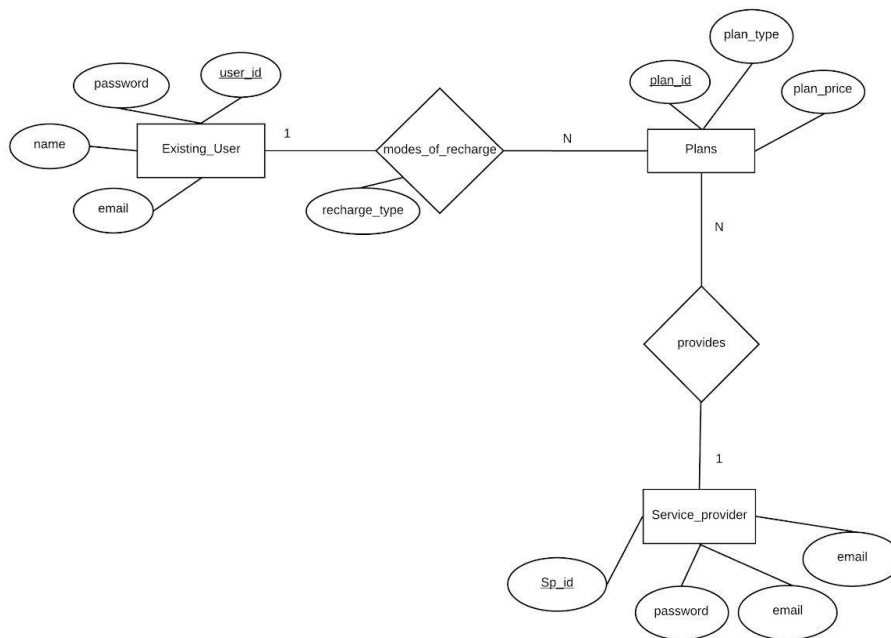 plan_type
user_id
plan_id
password
plan_price
1
N
name
Existing_User
modes_of_recharge
Plans
email
recharge_type
N
provides
1
Service_provider
email
Sp_id
password
email